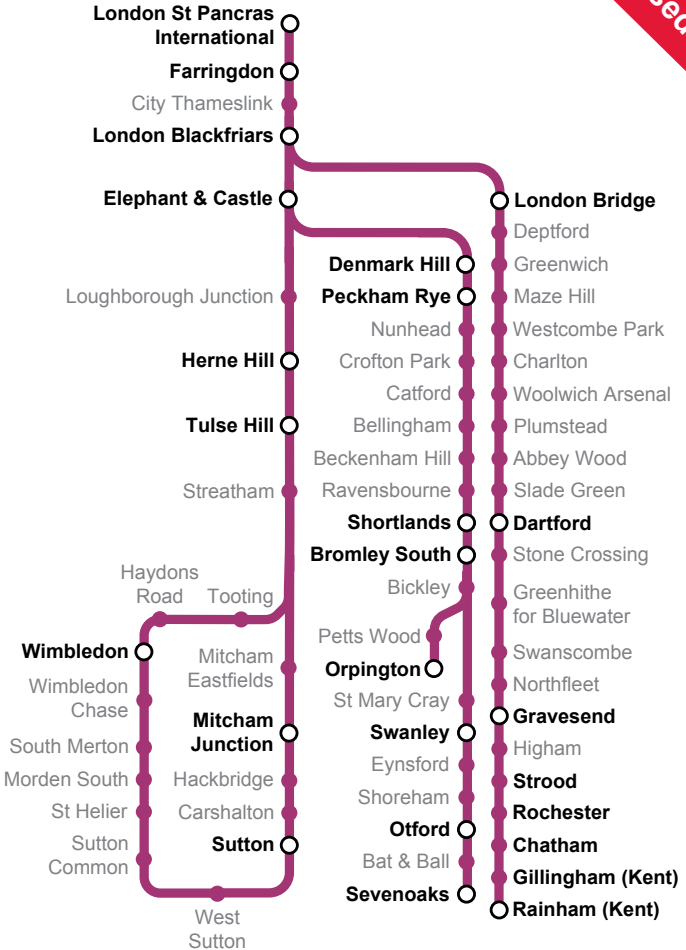 London St Pancras
International
Farringdon
City Thameslink
London Blackfriars
Elephant & Castle
Loughborough Junction
Herne Hill
Tulse Hill
Streatham
Haydons
Road
Tooting
Wimbledon
Wimbledon
Chase
South Merton
Morden South
St Helier
Sutton
Common
West
Sutton
Mitcham
Eastfields
Mitcham
Junction
Hackbridge
Carshalton
Sutton
Denmark Hill
Peckham Rye
Nunhead
Crofton Park
Catford
Bellingham
Beckenham Hill
Ravensbourne
Shortlands
Bromley South
Bickley
Petts Wood
Orpington
St Mary Cray
Swanley
Eynsford
Shoreham
Otford
Bat & Ball
Sevenoaks
London Bridge
Deptford
Greenwich
Maze Hill
Westcombe Park
Charlton
Woolwich Arsenal
Plumstead
Abbey Wood
Slade Green
Dartford
Stone Crossing
Greenhithe
for Bluewater
Swanscombe
Northfleet
Gravesend
Higham
Strood
Rochester
Chatham
Gillingham (Kent)
Rainham (Kent)